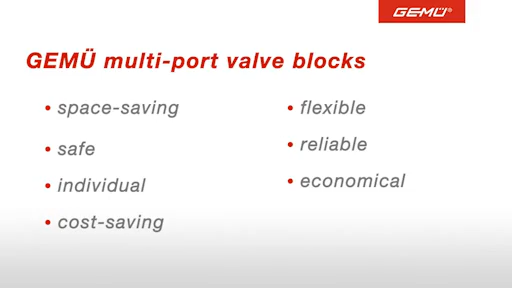 GEMÜ®
GEMÜ multi-port valve blocks
• space-saving
• safe
• individual
• cost-saving
• flexible
• reliable
• economical